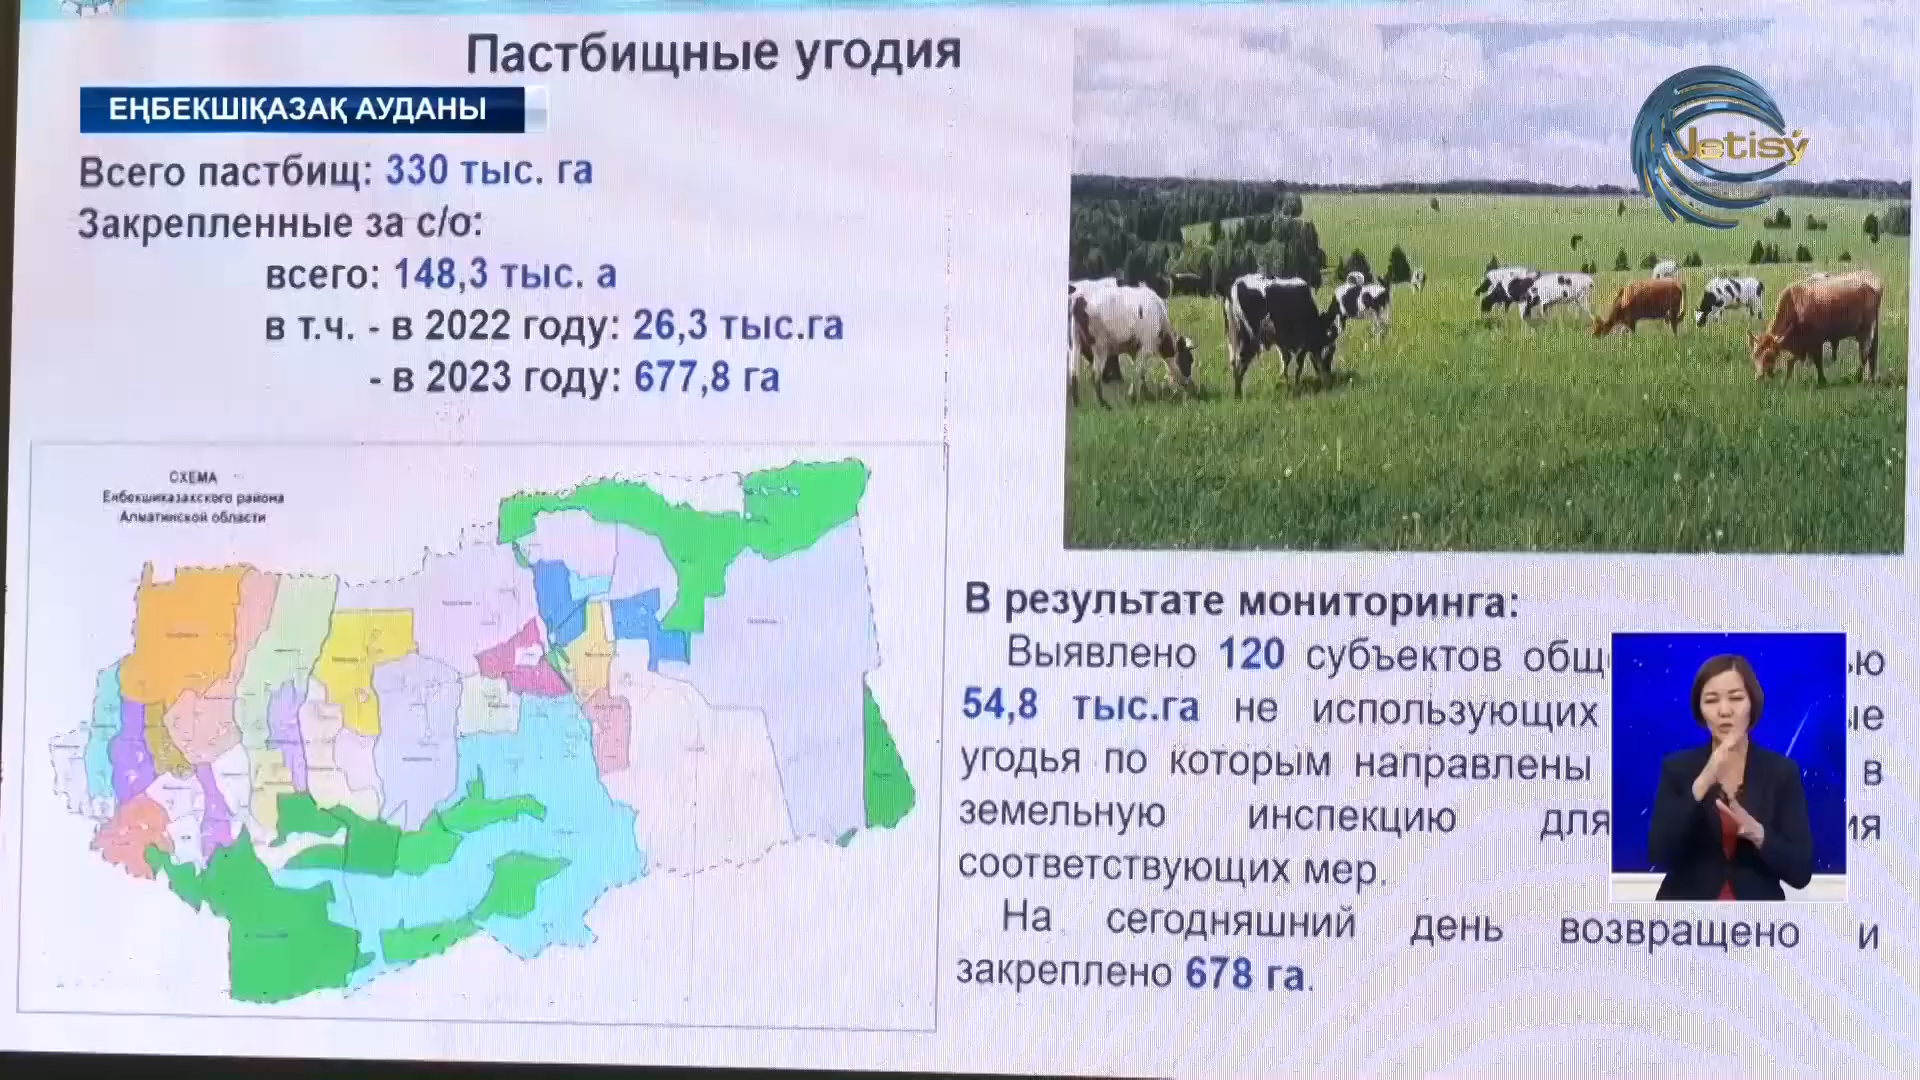 Пастбищные угодия
ЕҢБЕКШІҚАЗАҚ АУДАНЫ
Jetisý
Всего пастбищ: 330 тыс. га
Закрепленные за с/о:
всего: 148,3 тыс. а
в т.ч. - в 2022 году: 26,3 тыс.га
- в 2023 году: 677,8 га
СХЕМА
Енбекшиказахского района
Алматинской области
В результате мониторинга:
Выявлено 120 субъектов общ ью
54,8 тыс.га не использующих ые
угодья по которым направлены в
земельную инспекцию для ия
соответствующих мер.
На сегодняшний день возвращено и
закреплено 678 га.